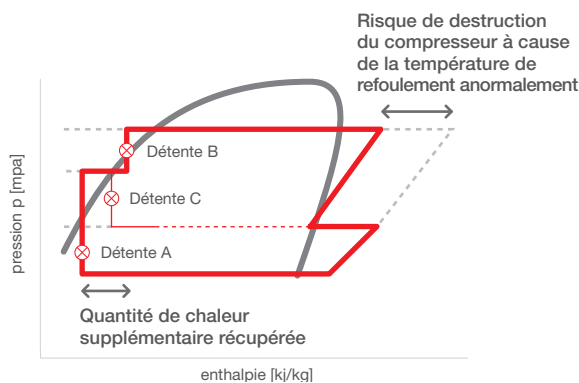 Risque de destruction
du compresseur à cause
de la température de
refoulement anormalement
pression p [mpa]
Détente B
Détente C
Détente A
Quantité de chaleur
supplémentaire récupérée
enthalpie [kj/kg]